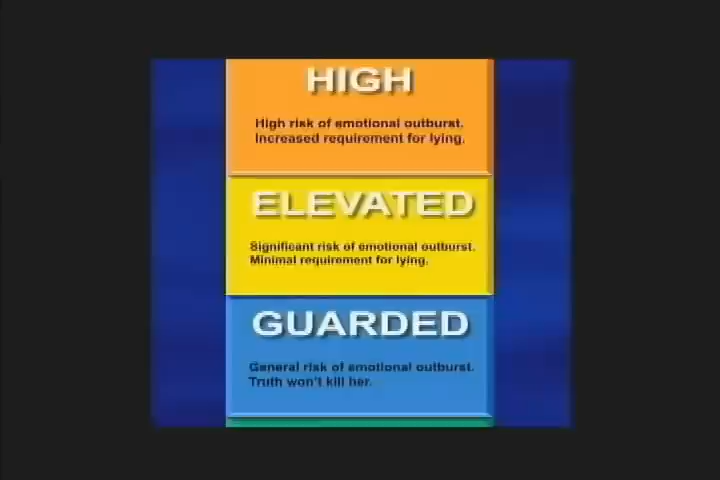 HIGH
High risk of emotional outburst.
Increased requirement for lying.
ELEVATED
Significant risk of emotional outburst.
Minimal requirement for lying.
GUARDED
General risk of emotional outburst.
Truth won't kill her.